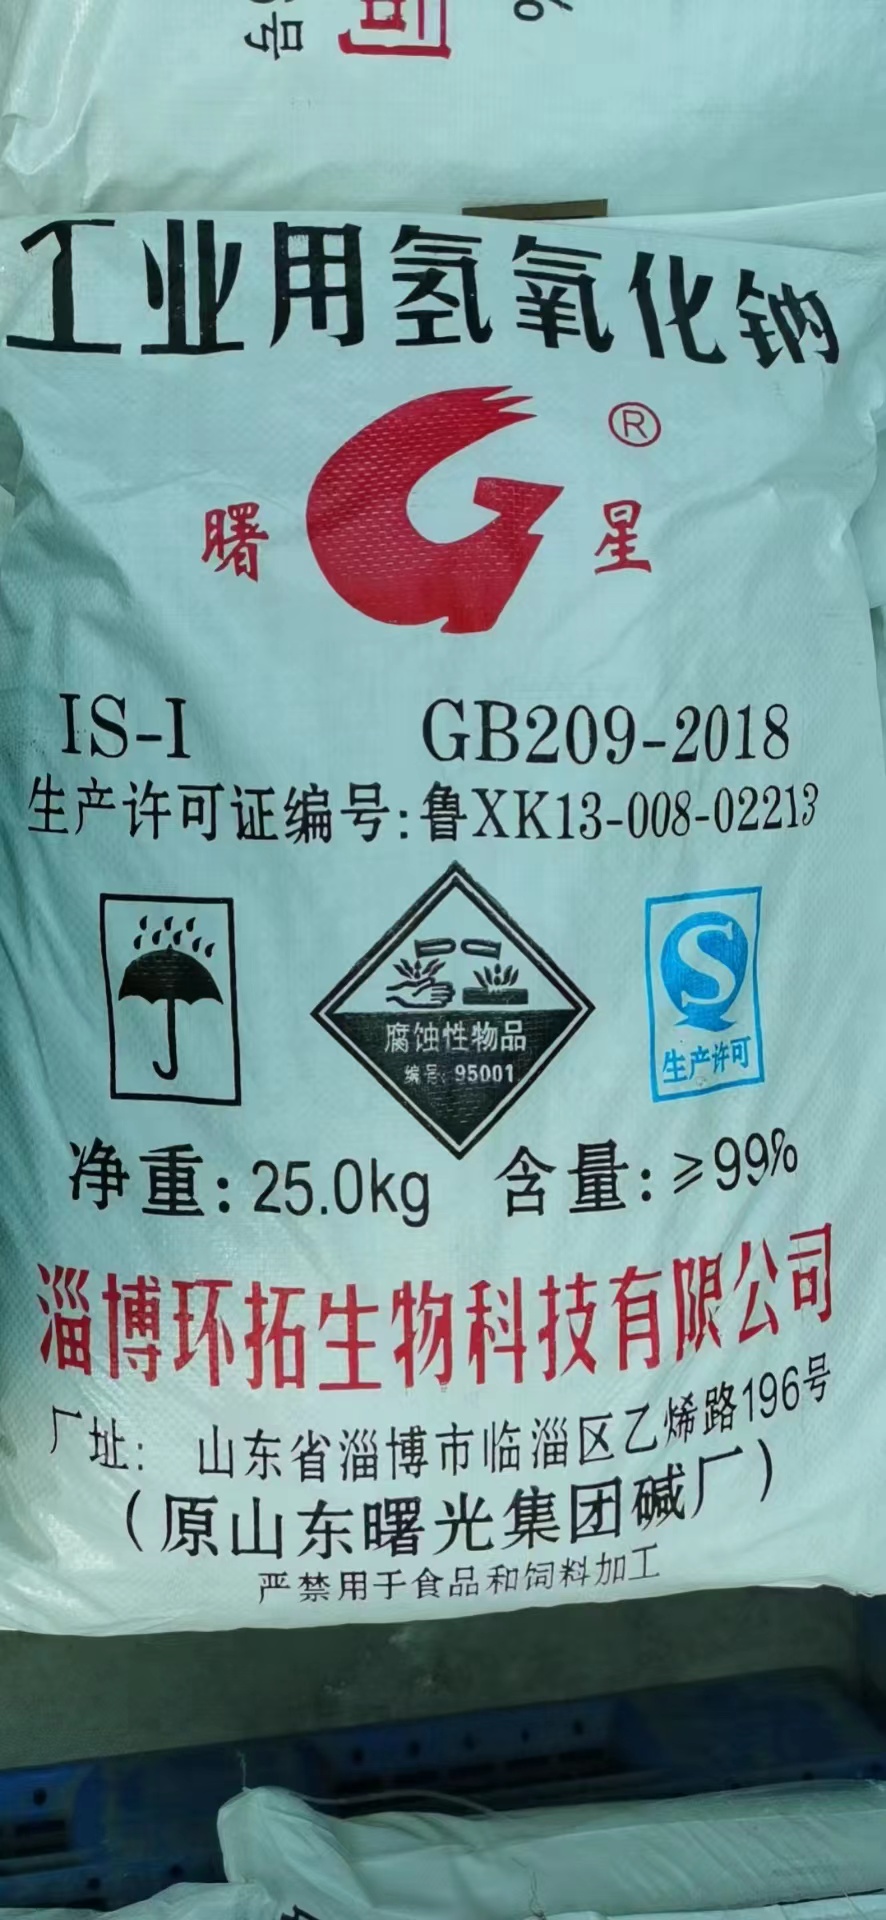 号 可 %
工业用氢氧化钠
®
曙 星
IS-I GB209-2018
生产许可证编号:鲁XK13-008-02213
腐蚀性物品
编号: 95001
S
生产许可
净重: 25.0kg 含量: ≥99%
淄博环拓生物科技有限公司
厂址: 山东省淄博市临淄区乙烯路196号
(原山东曙光集团碱厂)
严禁用于食品和饲料加工